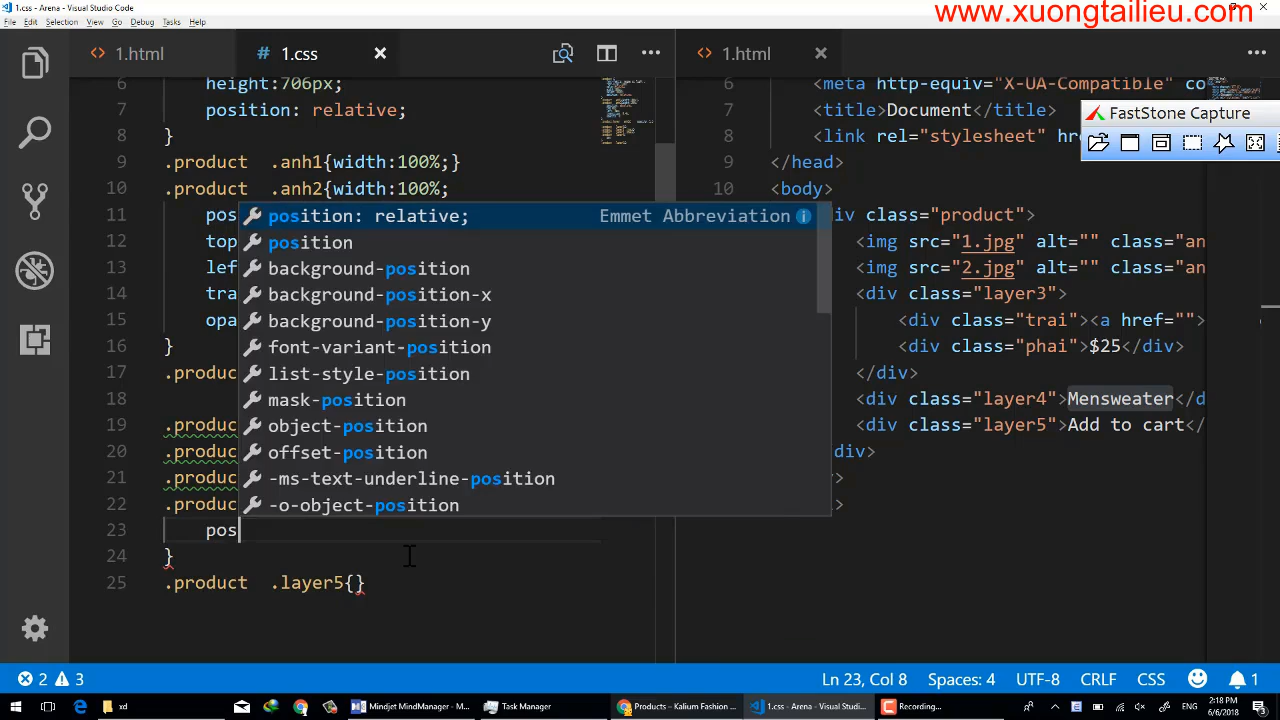 1.css - Arena - Visual Studio Code
www.xuongtailieu.com
File Edit Selection View Go Debug Tasks Help
<> 1.html
# 1.css ×
<> 1.html ×
6 height:706px;
7 position: relative;
8 }
9 .product .anh1{width:100%;}
10 .product .anh2{width:100%;
11 pos
12 top
13 lef
14 tra
15 opa
16 }
17 .produc
18
19 .produc
20 .produc
21 .produc
22 .produc
23 pos
24 }
25 .product .layer5{}
position: relative; Emmet Abbreviation
position
background-position
background-position-x
background-position-y
font-variant-position
list-style-position
mask-position
object-position
offset-position
-ms-text-underline-position
-o-object-position
6 <meta http-equiv="X-UA-Compatible" co
7 <title>Document</title>
8 <link rel="stylesheet" hr
9 </head>
10 <body>
iv class="product">
<img src="1.jpg" alt="" class="an
<img src="2.jpg" alt="" class="an
<div class="layer3">
<div class="trai"><a href="">
<div class="phai">$25</div>
</div>
<div class="layer4">Mensweater</d
<div class="layer5">Add to cart</
div>
>
>
FastStone Capture
2 3
Ln 23, Col 8 Spaces: 4 UTF-8 CRLF CSS 1
xd
Mindjet MindManager - M...
Task Manager
Products – Kalium Fashion ...
1.css - Arena - Visual Studi...
Recording...
2:18 PM
6/6/2018